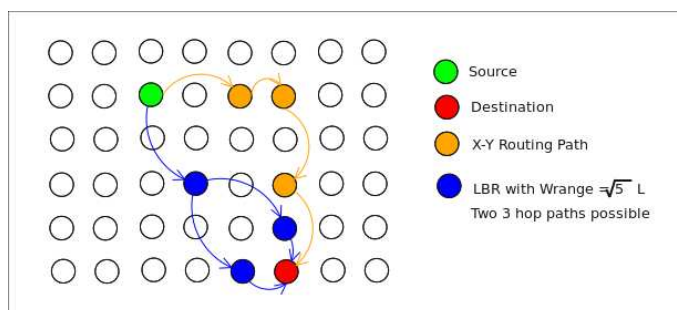 Source
Destination
X-Y Routing Path
LBR with Wrange =√5 L
Two 3 hop paths possible